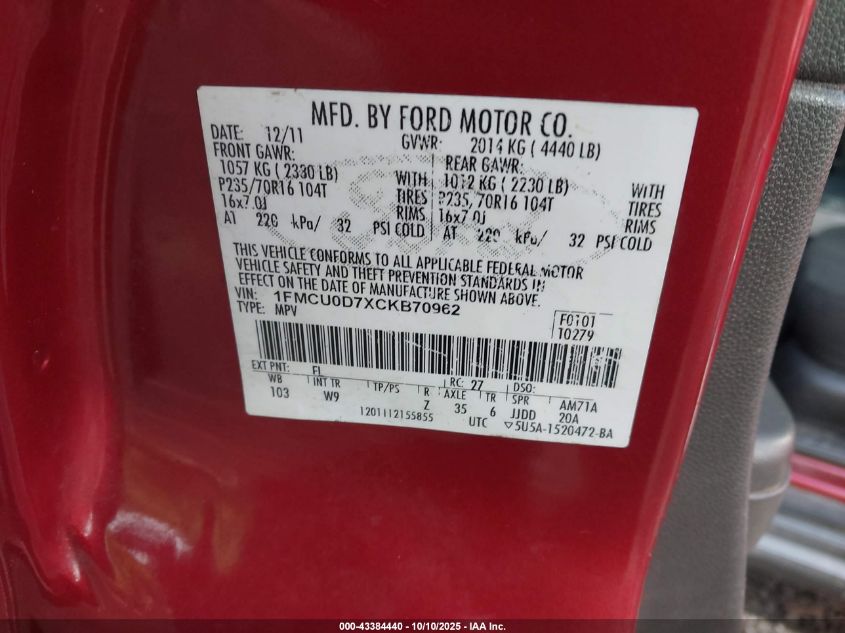 MFD. BY FORD MOTOR CO.
DATE: 12/11 GVWR: 2014 KG ( 4440 LB)
FRONT GAWR: REAR GAWR:
1057 KG ( 2330 LB) WITH 1012 KG ( 2230 LB) WITH
P235/70R16 104T TIRES P235/70R16 104T TIRES
16x7.0J RIMS 16x7.0J RIMS
AT 220 kPa/ 32 PSI COLD AT 220 kPa/ 32 PSI COLD
THIS VEHICLE CONFORMS TO ALL APPLICABLE FEDERAL MOTOR
VEHICLE SAFETY AND THEFT PREVENTION STANDARDS IN
EFFECT ON THE DATE OF MANUFACTURE SHOWN ABOVE.
VIN: 1FMCU0D7XCKB70962
TYPE: MPV
F0101
10279
EXT PNT: FL RC: 27 DSO:
WB INT TR TP/PS R AXLE TR SPR AM71A
103 W9 Z 35 6 JJDD 20A
1201112155855 UTC ▽5U5A-1520472-BA
000-43384440 - 10/10/2025 - IAA Inc.